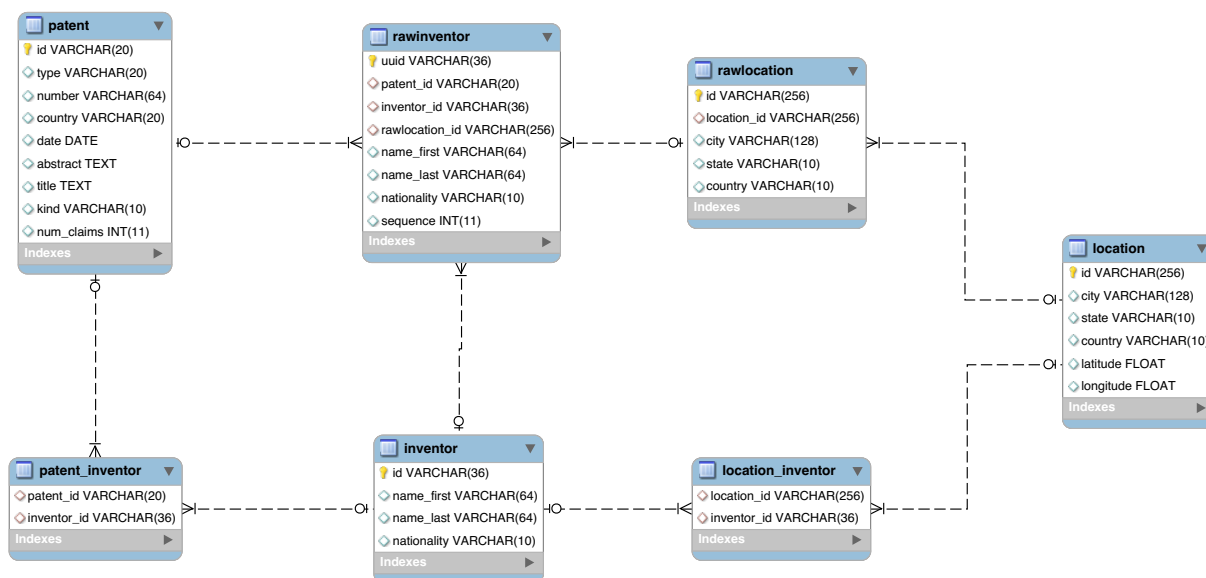 patent
id VARCHAR(20)
type VARCHAR(20)
number VARCHAR(64)
country VARCHAR(20)
date DATE
abstract TEXT
title TEXT
kind VARCHAR(10)
num_claims INT(11)
Indexes
rawinventor
uuid VARCHAR(36)
patent_id VARCHAR(20)
inventor_id VARCHAR(36)
rawlocation_id VARCHAR(256)
name_first VARCHAR(64)
name_last VARCHAR(64)
nationality VARCHAR(10)
sequence INT(11)
Indexes
rawlocation
id VARCHAR(256)
location_id VARCHAR(256)
city VARCHAR(128)
state VARCHAR(10)
country VARCHAR(10)
Indexes
location
id VARCHAR(256)
city VARCHAR(128)
state VARCHAR(10)
country VARCHAR(10)
latitude FLOAT
longitude FLOAT
Indexes
patent_inventor
patent_id VARCHAR(20)
inventor_id VARCHAR(36)
Indexes
inventor
id VARCHAR(36)
name_first VARCHAR(64)
name_last VARCHAR(64)
nationality VARCHAR(10)
Indexes
location_inventor
location_id VARCHAR(256)
inventor_id VARCHAR(36)
Indexes